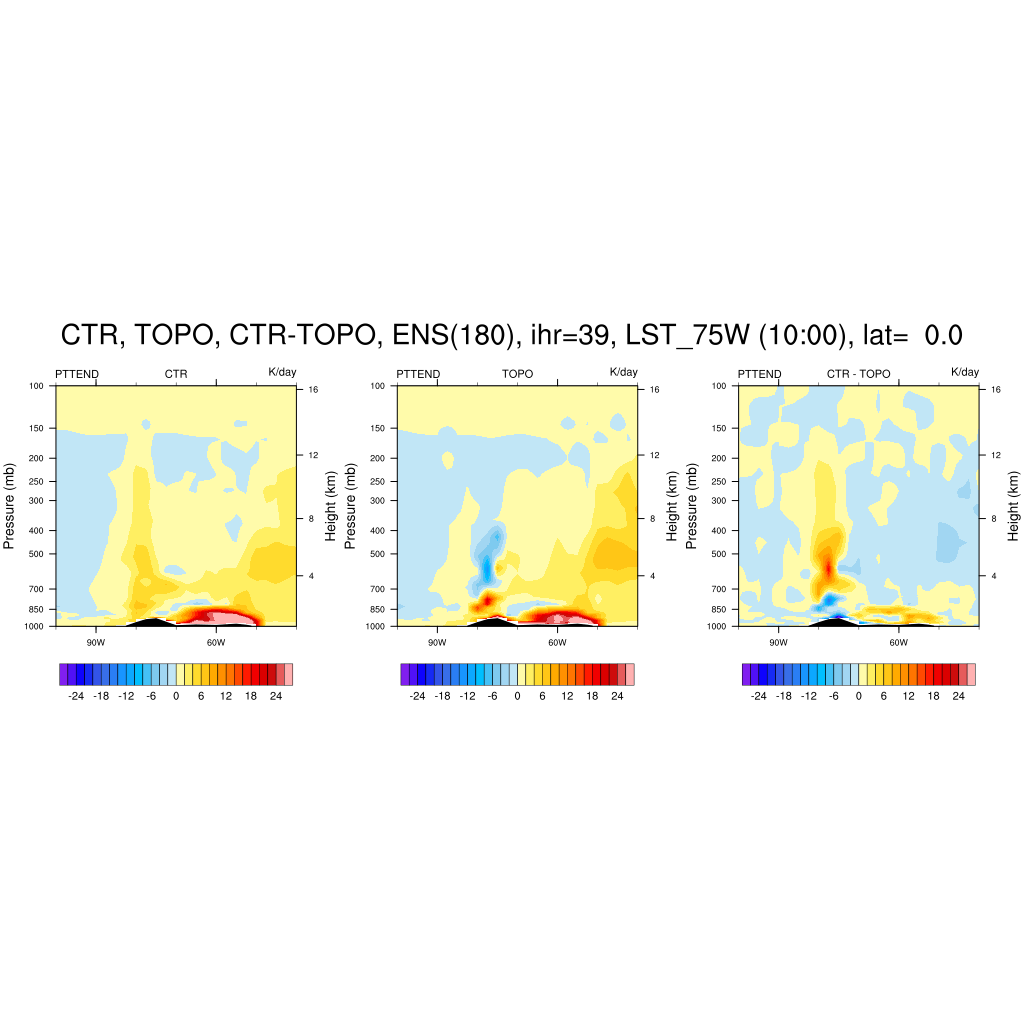 CTR, TOPO, CTR-TOPO, ENS(180), ihr=39, LST_75W (10:00), lat= 0.0
PTTEND CTR K/day
100
150
200
250
300
400
500
700
850
1000
Pressure (mb)
16
12
8
4
Height (km)
90W 60W
-24 -18 -12 -6 0 6 12 18 24
PTTEND TOPO K/day
100
150
200
250
300
400
500
700
850
1000
Pressure (mb)
16
12
8
4
Height (km)
90W 60W
-24 -18 -12 -6 0 6 12 18 24
PTTEND CTR - TOPO K/day
100
150
200
250
300
400
500
700
850
1000
Pressure (mb)
16
12
8
4
Height (km)
90W 60W
-24 -18 -12 -6 0 6 12 18 24